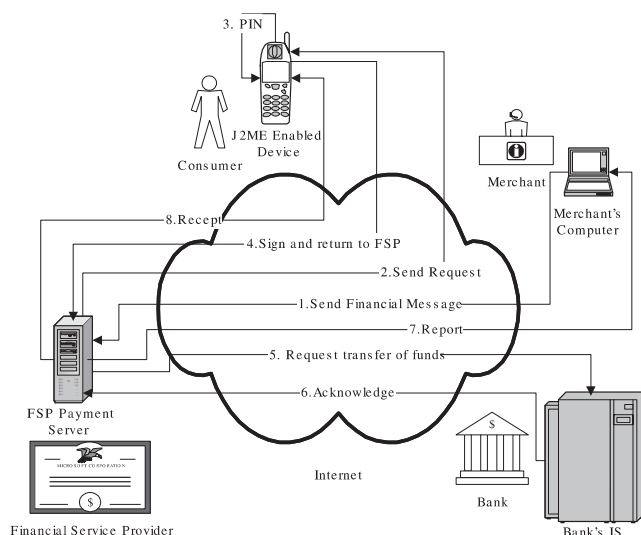 3. PIN
J2ME Enabled
Device
Consumer
Merchant
Merchant's
Computer
8.Recept
4.Sign and return to FSP
2.Send Request
1.Send Financial Message
7.Report
5. Request transfer of funds
6.Acknowledge
FSP Payment
Server
MICROSOFT CORPORATION
$
Financial Service Provider
Internet
$
Bank
Bank's IS